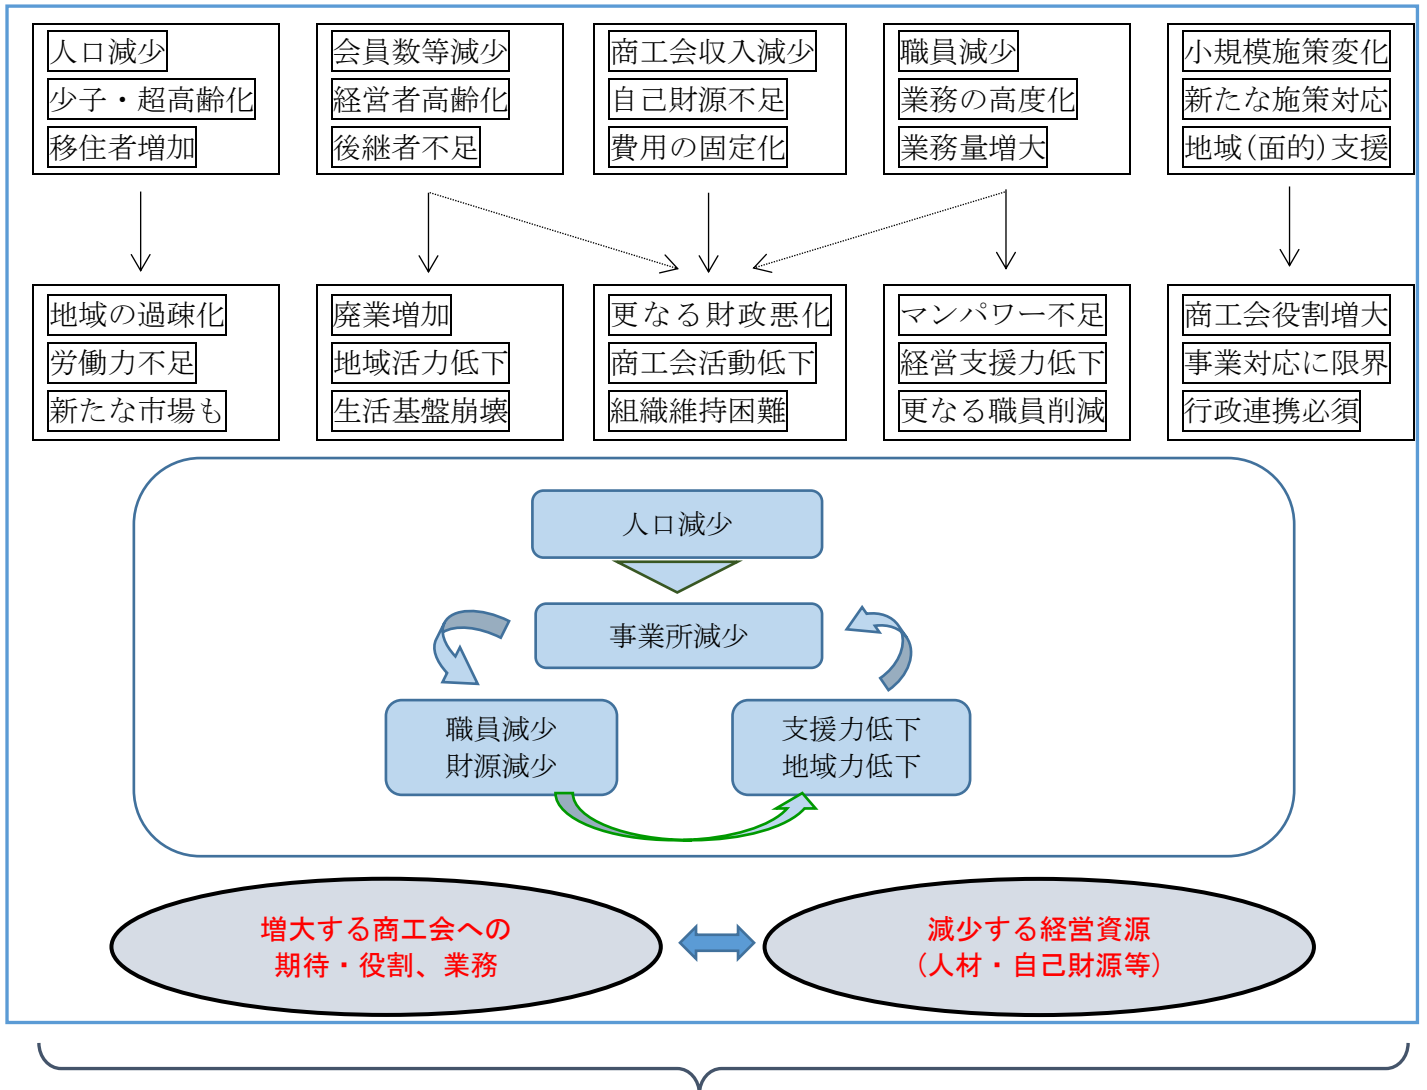 人口減少
少子・超高齢化
移住者増加
会員数等減少
経営者高齢化
後継者不足
商工会収入減少
自己財源不足
費用の固定化
職員減少
業務の高度化
業務量増大
小規模施策変化
新たな施策対応
地域(面的)支援
地域の過疎化
労働力不足
新たな市場も
廃業増加
地域活力低下
生活基盤崩壊
更なる財政悪化
商工会活動低下
組織維持困難
マンパワー不足
経営支援力低下
更なる職員削減
商工会役割増大
事業対応に限界
行政連携必須
人口減少
事業所減少
職員減少
財源減少
支援力低下
地域力低下
増大する商工会への
期待・役割、業務
減少する経営資源
(人材・自己財源等)